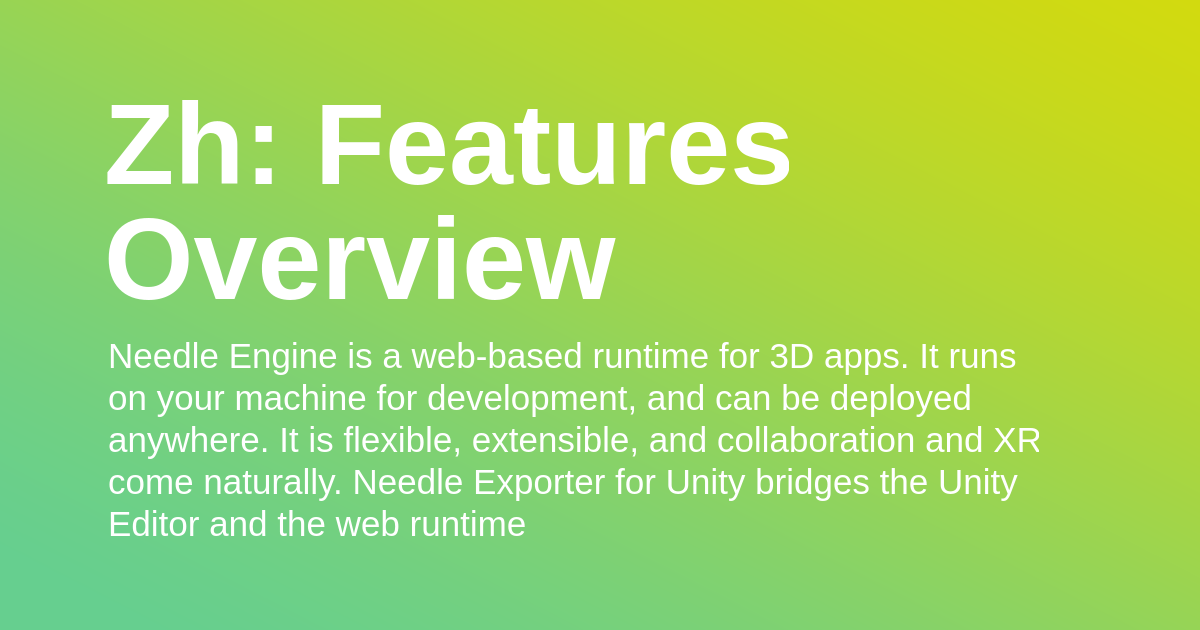 Zh: Features
Overview
Needle Engine is a web-based runtime for 3D apps. It runs
on your machine for development, and can be deployed
anywhere. It is flexible, extensible, and collaboration and XR
come naturally. Needle Exporter for Unity bridges the Unity
Editor and the web runtime